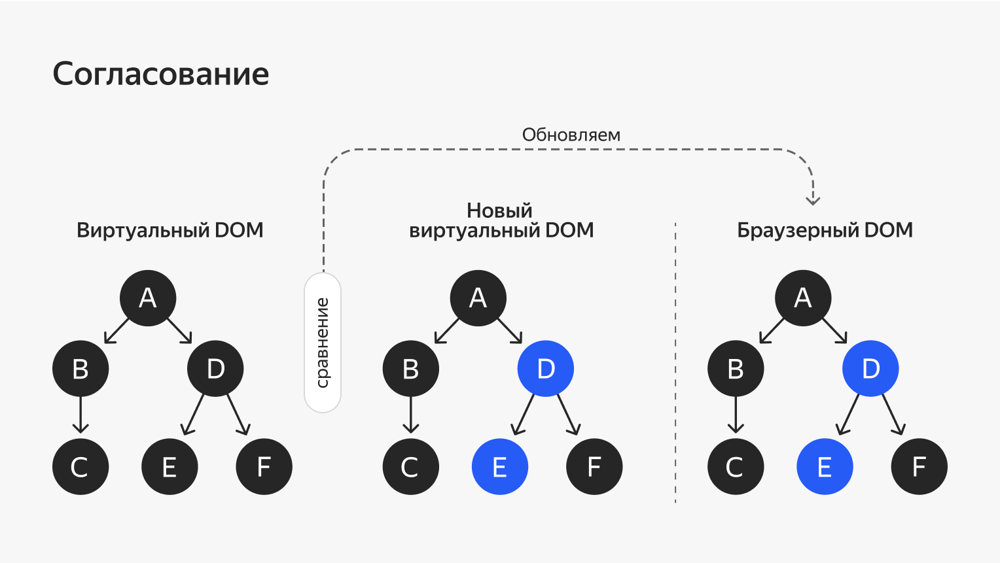 Согласование
Обновляем
Виртуальный DOM
Новый
виртуальный DOM
Браузерный DOM
сравнение
A
B
D
C
E
F
A
B
D
C
E
F
A
B
D
C
E
F